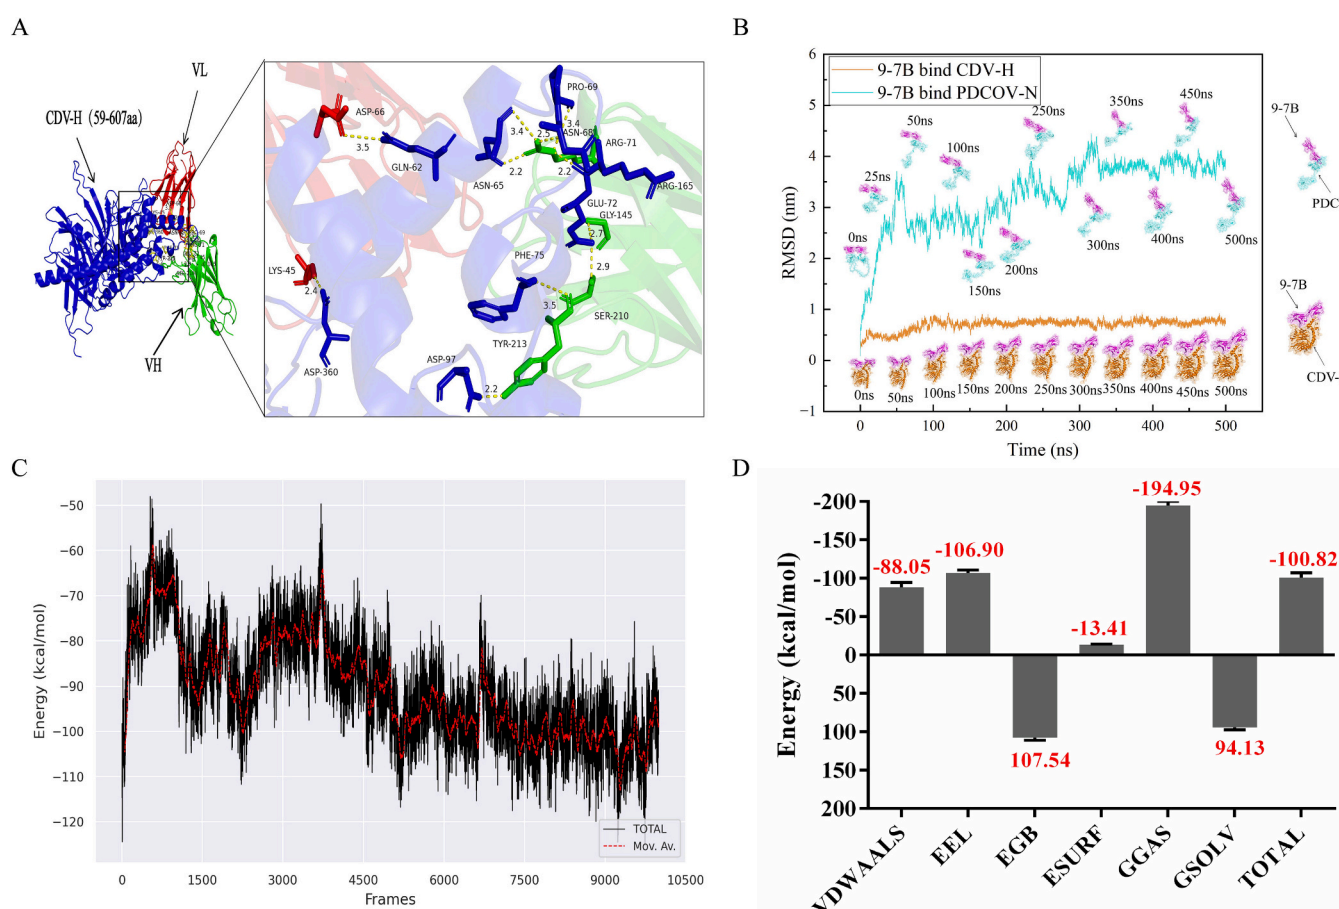 A
VL
CDV-H (59-607aa)
VH
ASP-66
3.5
GLN-62
PRO-69
3.4
3.4
2.5
ASN-68
ARG-71
2.2
2.2
ASN-65
ARG-165
GLU-72
GLY-145
2.7
PHE-75
2.9
LYS-45
2.4
3.5
SER-210
TYR-213
ASP-97
ASP-360
2.2
B
6
5
4
3
2
1
0
−1
RMSD (nm)
9-7B bind CDV-H
9-7B bind PDCOV-N
0ns
25ns
50ns
100ns
150ns
200ns
250ns
300ns
350ns
400ns
450ns
500ns
0ns
50ns
100ns
150ns
200ns
250ns
300ns
350ns
400ns
450ns
500ns
0
100
200
300
400
500
Time (ns)
9-7B
PDC
9-7B
CDV-
C
−50
−60
−70
−80
−90
−100
−110
−120
Energy (kcal/mol)
TOTAL
Mov. Av.
0
1500
3000
4500
6000
7500
9000
10500
Frames
D
-200
-150
-100
-50
0
50
100
150
200
Energy (kcal/mol)
-88.05
-106.90
107.54
-13.41
-194.95
94.13
-100.82
VDWAALS
EEL
EGB
ESURF
GGAS
GSOLV
TOTAL